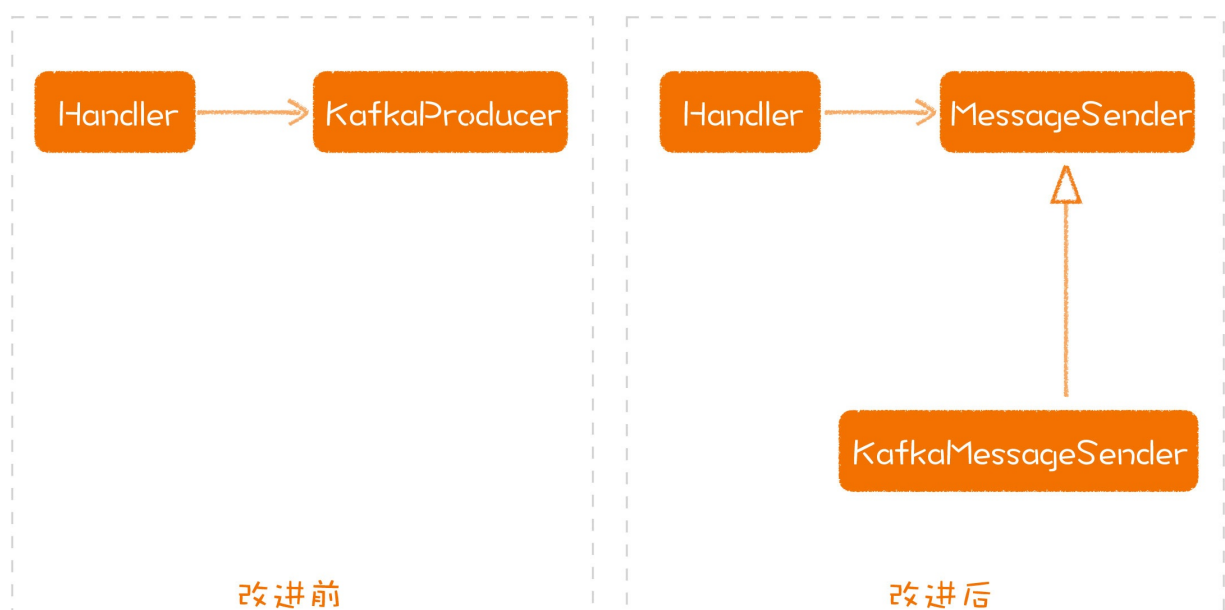 Handler
KafkaProducer
改进前
Handler
MessageSender
KafkaMessageSender
改进后